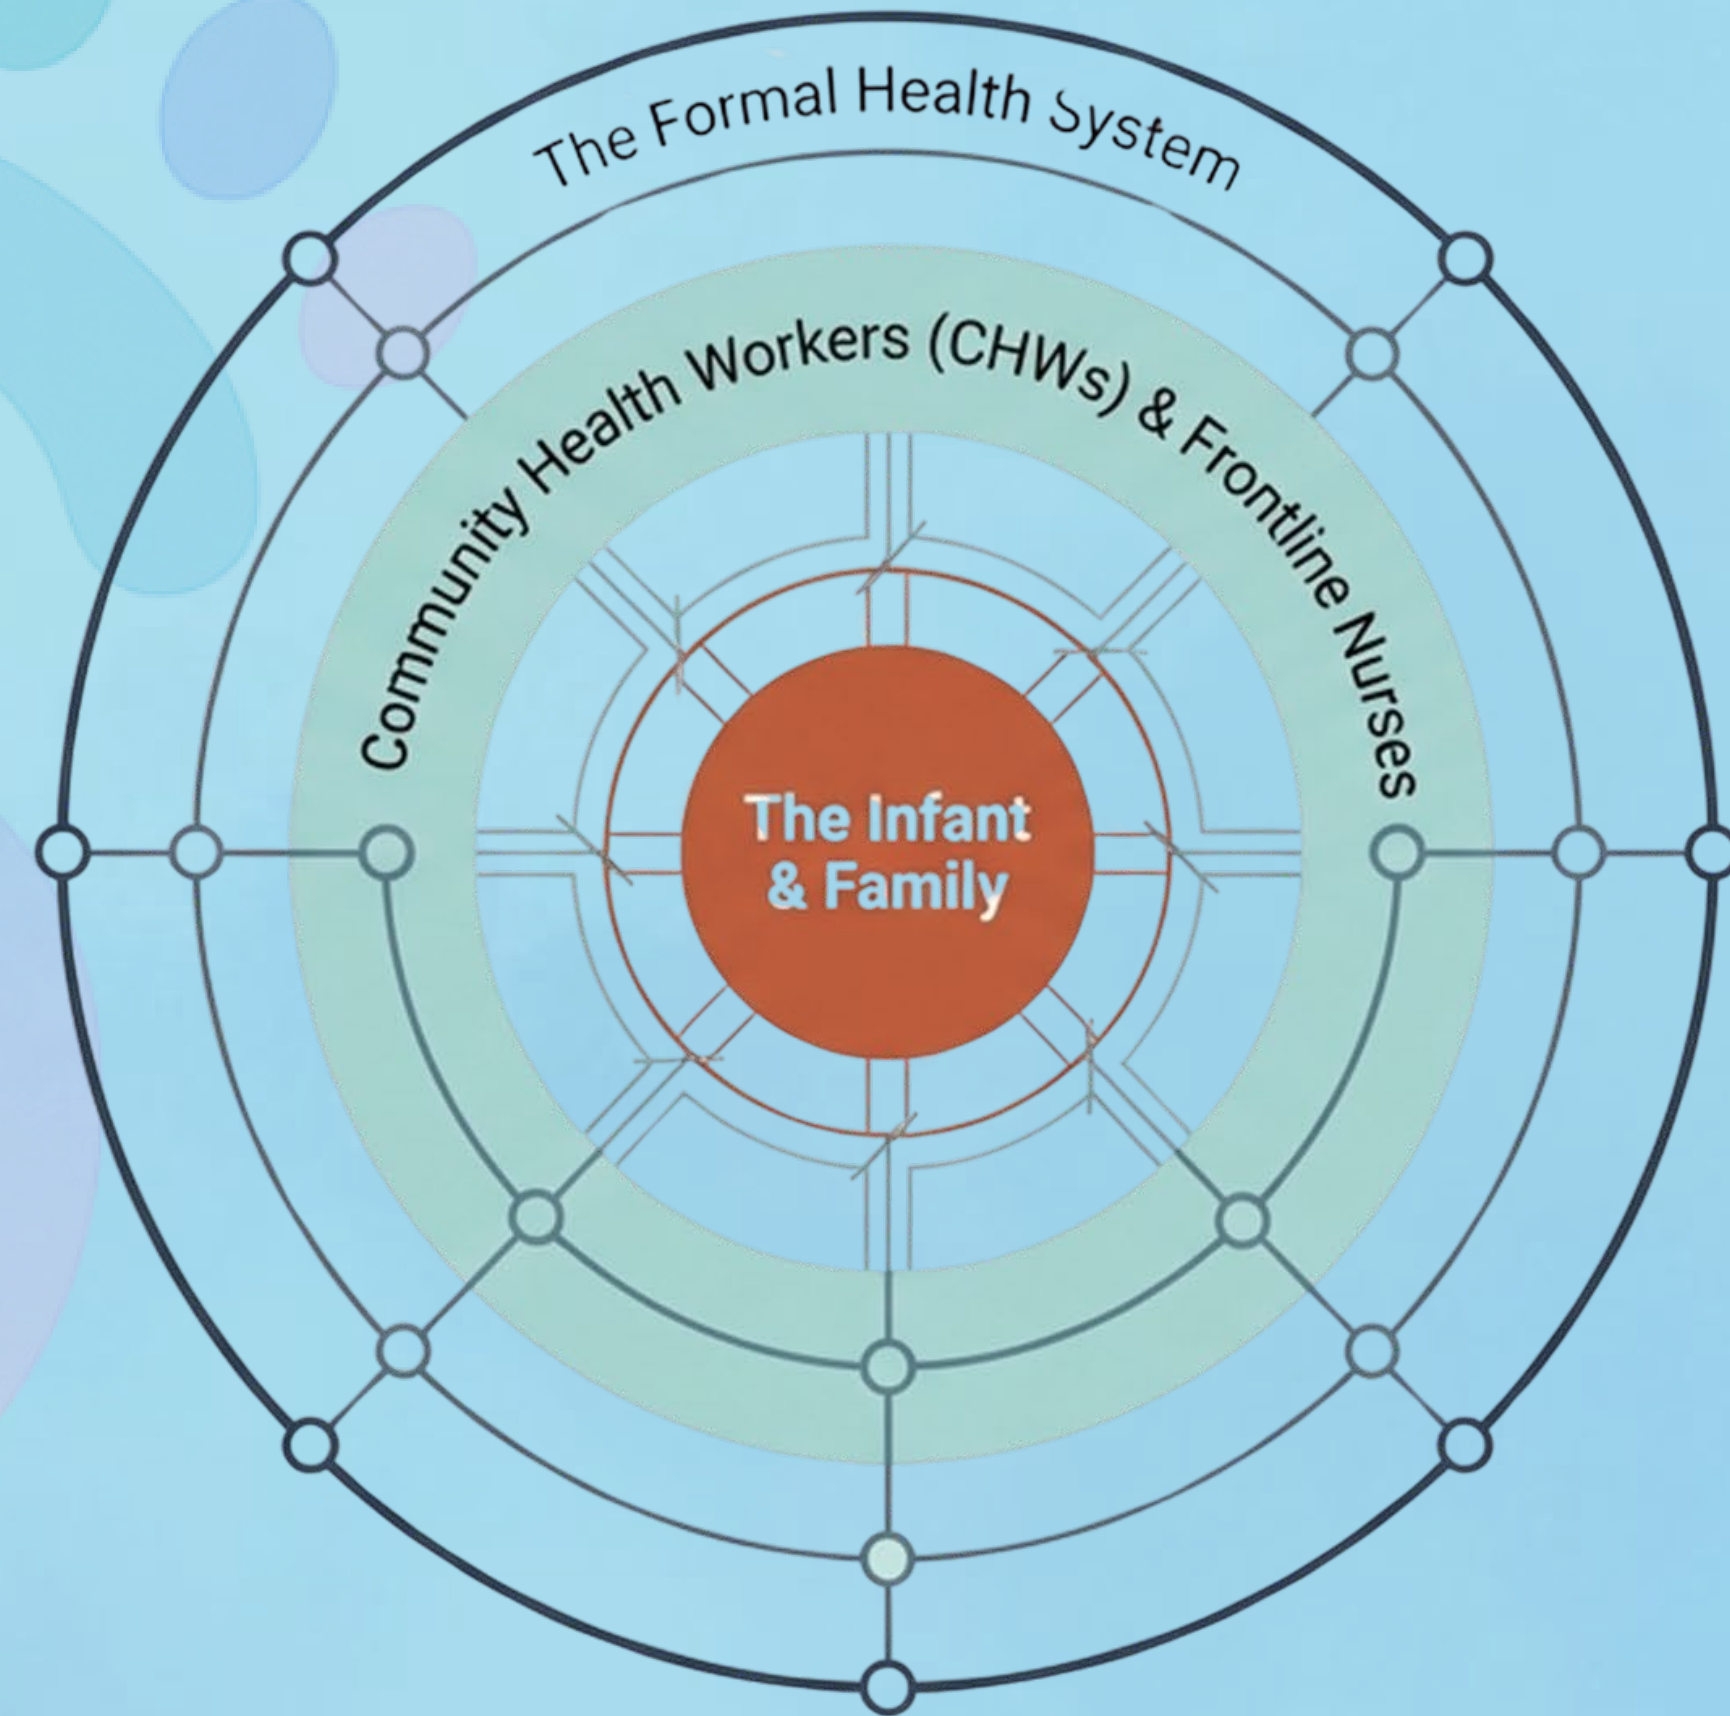 The Formal Health System
Community Health Workers (CHWs) & Frontline Nurses
The Infant
& Family